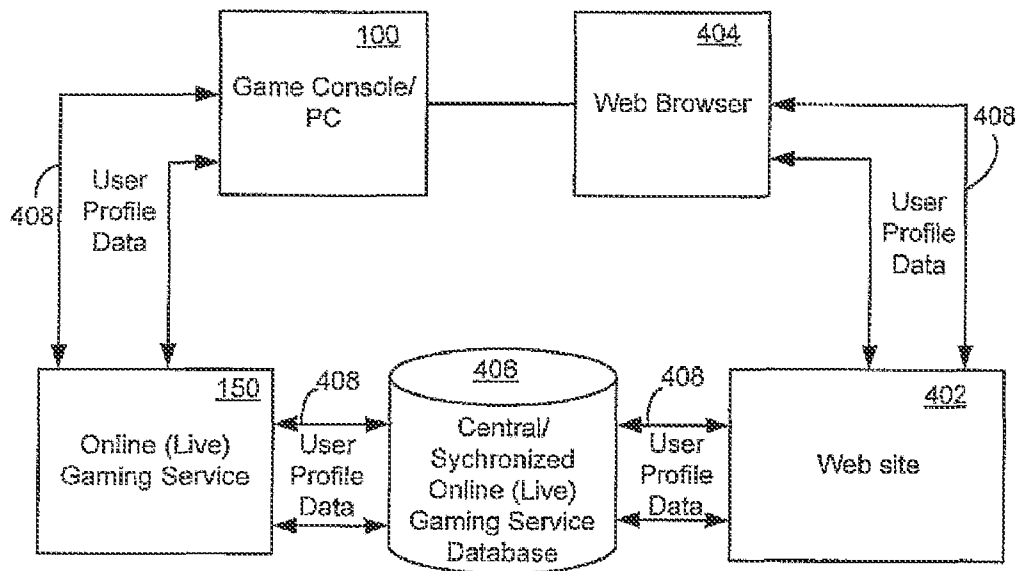 100
Game Console/
PC
404
Web Browser
408
User
Profile
Data
408
User
Profile
Data
150
Online (Live)
Gaming Service
408
User
Profile
Data
406
Central/
Sychronized
Online (Live)
Gaming Service
Database
408
User
Profile
Data
402
Web site